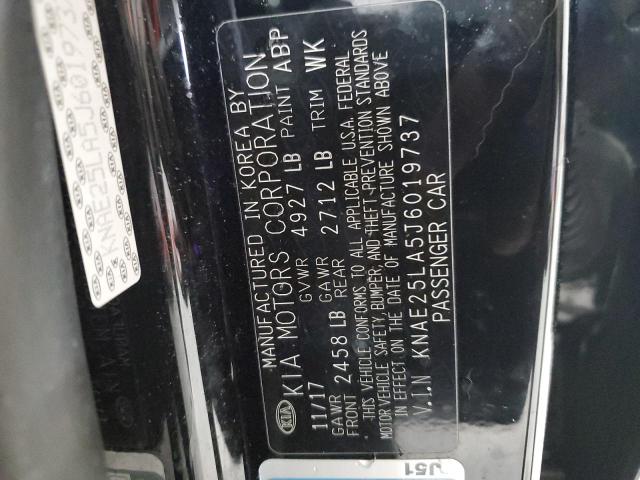 MANUFACTURED IN KOREA BY
KIA KIA MOTORS CORPORATION
11/17 GVWR 4927 LB PAINT ABP
GAWR FRONT 2458 LB GAWR REAR 2712 LB TRIM WK
* THIS VEHICLE CONFORMS TO ALL APPLICABLE U.S.A. FEDERAL
MOTOR VEHICLE SAFETY, BUMPER, AND THEFT-PREVENTION STANDARDS
IN EFFECT ON THE DATE OF MANUFACTURE SHOWN ABOVE
V.I.N KNAE25LA5J6019737
PASSENGER CAR
KNAE25LA5J601973
J51